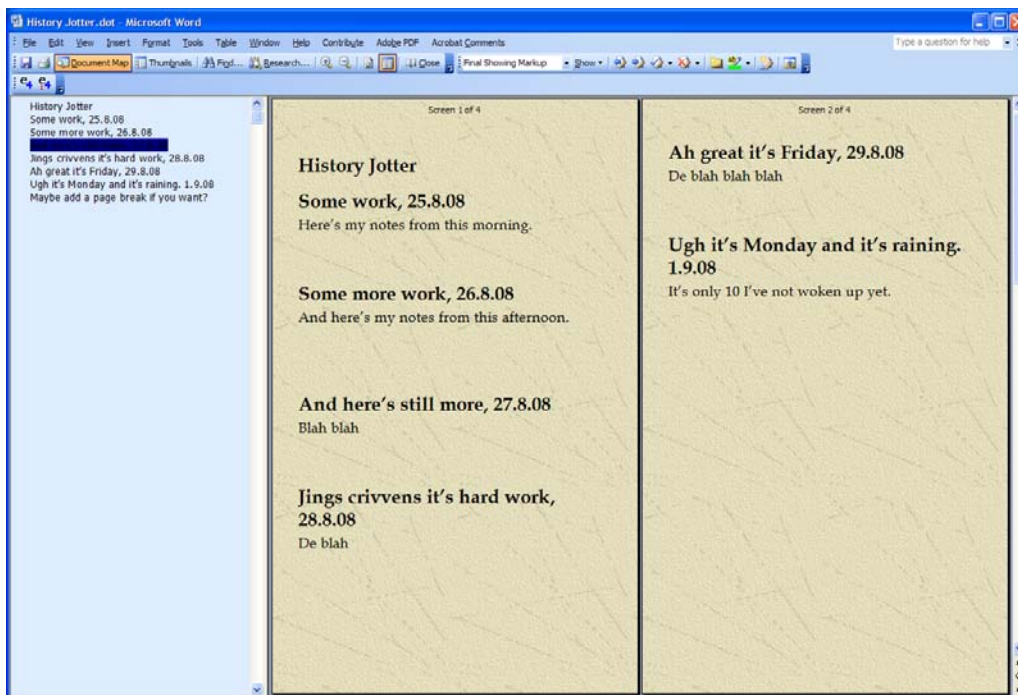 History Jotter.dot - Microsoft Word
File Edit View Insert Format Tools Table Window Help Contribute Adobe PDF Acrobat Comments
Type a question for help
Document Map Thumbnails Find... Research... Close Final Showing Markup Show
History Jotter
Some work, 25.8.08
Some more work, 26.8.08
Jings crivvens it's hard work, 28.8.08
Ah great it's Friday, 29.8.08
Ugh it's Monday and it's raining. 1.9.08
Maybe add a page break if you want?
Screen 1 of 4
History Jotter
Some work, 25.8.08
Here's my notes from this morning.
Some more work, 26.8.08
And here's my notes from this afternoon.
And here's still more, 27.8.08
Blah blah
Jings crivvens it's hard work,
28.8.08
De blah
Screen 2 of 4
Ah great it's Friday, 29.8.08
De blah blah blah
Ugh it's Monday and it's raining.
1.9.08
It's only 10 I've not woken up yet.